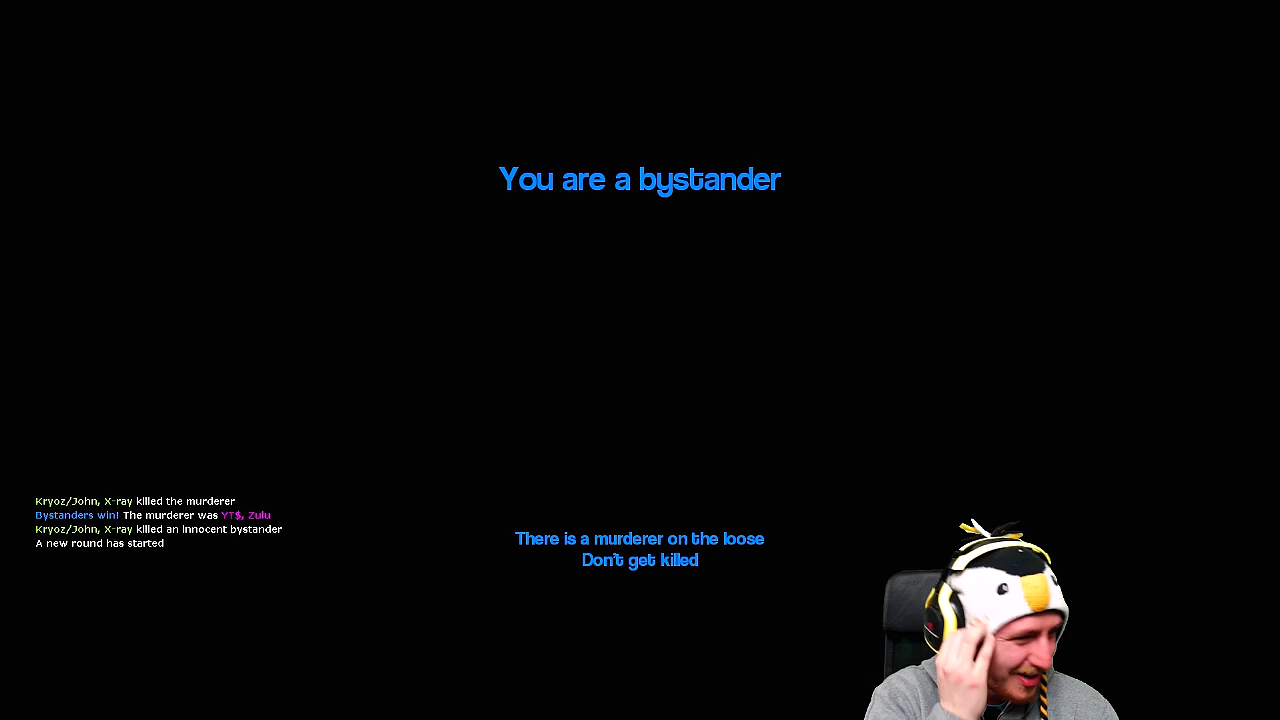 You are a bystander
Kryoz/John, X-ray killed the murderer
Bystanders win! The murderer was YT$, Zulu
Kryoz/John, X-ray killed an innocent bystander
A new round has started
There is a murderer on the loose
Don't get killed